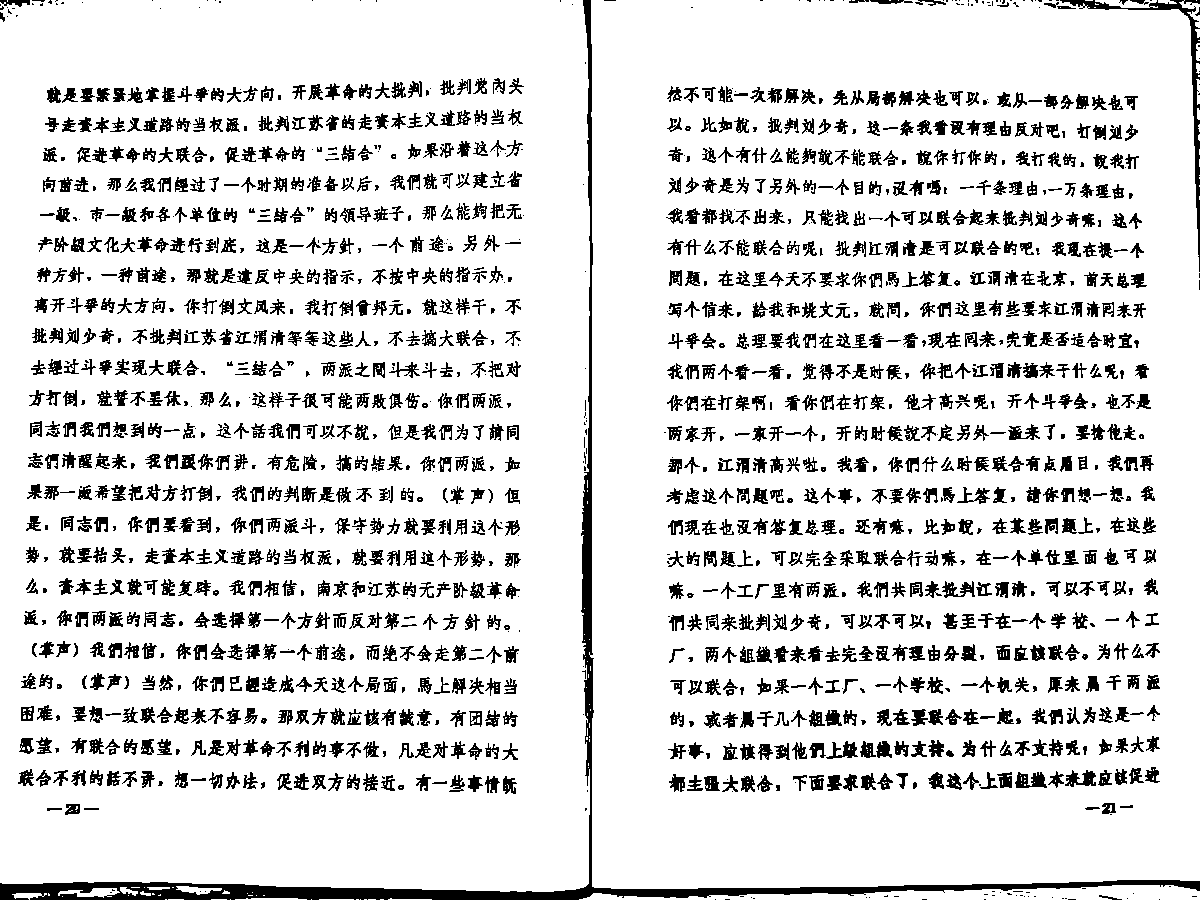 就是要紧紧地掌握斗爭的大方向，开展革命的大批判，批判党內头
号走資本主义道路的当权派，批判江苏省的走資本主义道路的当权
派，促进革命的大联合，促进革命的“三結合”。如果沿着这个方
向前进，那么我們經过了一个时期的准备以后，我們就可以建立省
一級、市一級和各个单位的“三結合”的領导班子，那么能够把无
产阶級文化大革命进行到底，这是一个方針，一个前途。另外一
种方針，一种前途，那就是違反中央的指示，不按中央的指示办，
离开斗爭的大方向，你打倒文凤来，我打倒曾邦元，就这样干，不
批判刘少奇，不批判江苏省江渭清等等这些人，不去搞大联合，不
去經过斗爭实現大联合、“三結合”，两派之間斗来斗去，不把对
方打倒，就誓不罢休，那么，这样子很可能两敗俱伤。你們两派，
同志們我們想到的一点，这个話我們可以不說，但是我們为了請同
志們清醒起来，我們跟你們讲，有危险，搞的結果，你們两派，如
果那一派希望把对方打倒，我們的判断是做不到的。（掌声）但
是，同志們，你們要看到，你們两派斗，保守势力就要利用这个形
势，就要抬头，走資本主义道路的当权派，就要利用这个形势，那
么，資本主义就可能复辟。我們相信，南京和江苏的无产阶級革命
派，你們两派的同志，会选择第一个方針而反对第二个方針的。
（掌声）我們相信，你們会选择第一个前途，而絶不会走第二个前
途的。（掌声）当然，你們已經造成今天这个局面，馬上解决相当
困难，要想一致联合起来不容易。那双方就应該有誠意，有团結的
愿望，有联合的愿望，凡是对革命不利的事不做，凡是对革命的大
联合不利的話不讲，想一切办法，促进双方的接近。有一些事情既
—20—
然不可能一次都解决，先从局部解决也可以，或从一部分解决也可
以。比如說，批判刘少奇，这一条我看沒有理由反对吧；打倒刘少
奇，这个有什么能够就不能联合，說你打你的，我打我的，說我打
刘少奇是为了另外的一个目的，沒有嗎；一千条理由，一万条理由，
我看都找不出来，只能找出一个可以联合起来批判刘少奇嘛；这个
有什么不能联合的呢；批判江渭清是可以联合的吧；我現在提一个
問題，在这里今天不要求你們馬上答复。江渭清在北京，前天总理
写个信来，給我和姚文元，就問，你們这里有些要求江渭清回来开
斗爭会。总理要我們在这里看一看，現在回来，究竟是否适合时宜；
我們两个看一看，觉得不是时候，你把个江渭清搞来干什么呢；看
你們在打架啊；看你們在打架，他才高兴呢；开个斗爭会，也不是
两家开，一家开一个，开的时候說不定另外一派来了，要搶他走。
那个，江渭清高兴啦。我看，你們什么时候联合有点眉目，我們再
考虑这个問題吧。这个事，不要你們馬上答复，請你們想一想。我
們現在也沒有答复总理。还有嘛，比如說，在某些問題上，在这些
大的問題上，可以完全采取联合行动嘛，在一个单位里面也可以
嘛。一个工厂里有两派，我們共同来批判江渭清，可以不可以；我
們共同来批判刘少奇，可以不可以；甚至于在一个学校、一个工
厂，两个組織看来看去完全沒有理由分裂，面应該联合。为什么不
可以联合；如果一个工厂、一个学校、一个机关，原来属于两派
的，或者属于几个組織的，現在要联合在一起，我們认为这是一个
好事，应該得到他們上級組織的支持。为什么不支持呢；如果大家
都主張大联合，下面要求联合了，我这个上面組織本来就应該促进
—21—